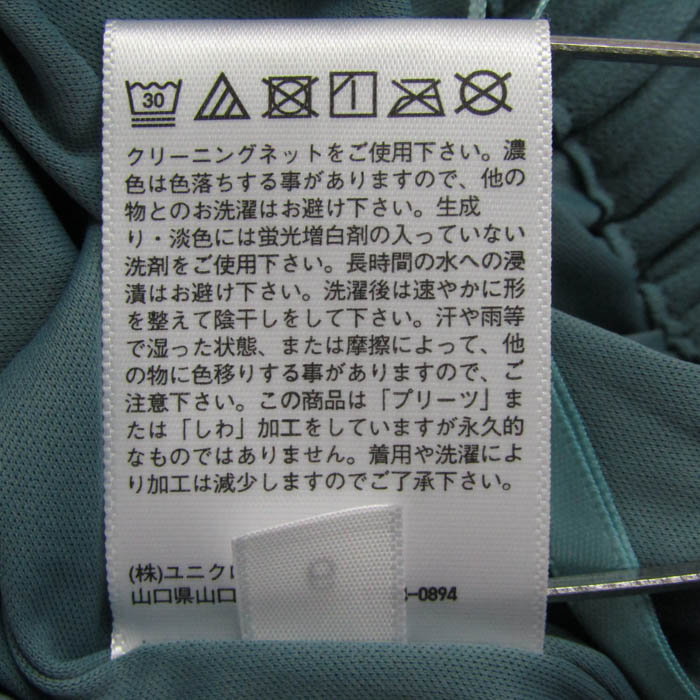 30
クリーニングネットをご使用下さい。濃
色は色落ちする事がありますので、他の
物とのお洗濯はお避け下さい。生成
り・淡色には蛍光増白剤の入っていない
洗剤をご使用下さい。長時間の水への浸
漬はお避け下さい。洗濯後は速やかに形
を整えて陰干しをして下さい。汗や雨等
で湿った状態、または摩擦によって、他
の物に色移りする事がありますので、ご
注意下さい。この商品は「プリーツ」ま
たは「しわ」加工をしていますが永久的
なものではありません。着用や洗濯によ
り加工は減少しますのでご了承下さい。
(株)ユニク
山口県山口 -0894